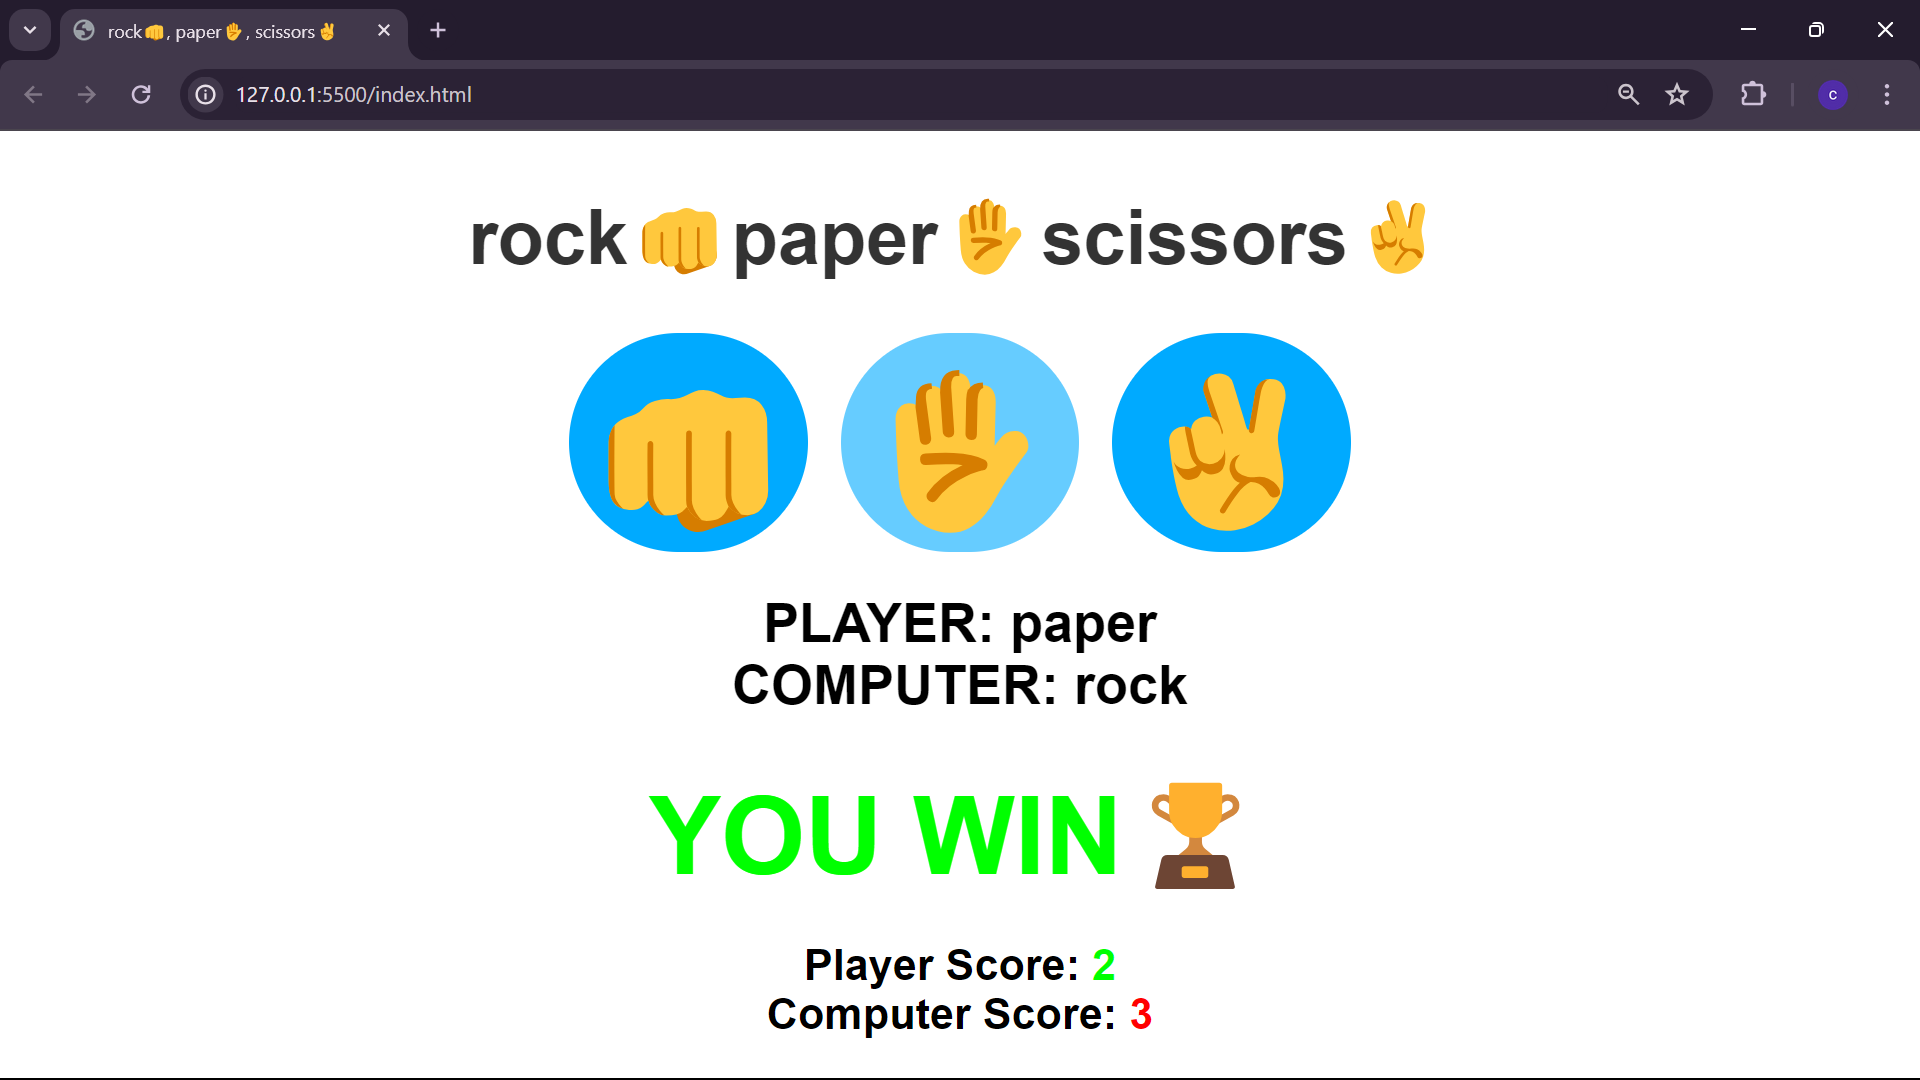 rock👊, paper✋, scissors✌
127.0.0.1:5500/index.html
c
rock👊paper✋scissors✌
PLAYER: paper
COMPUTER: rock
YOU WIN 🏆
Player Score: 2
Computer Score: 3